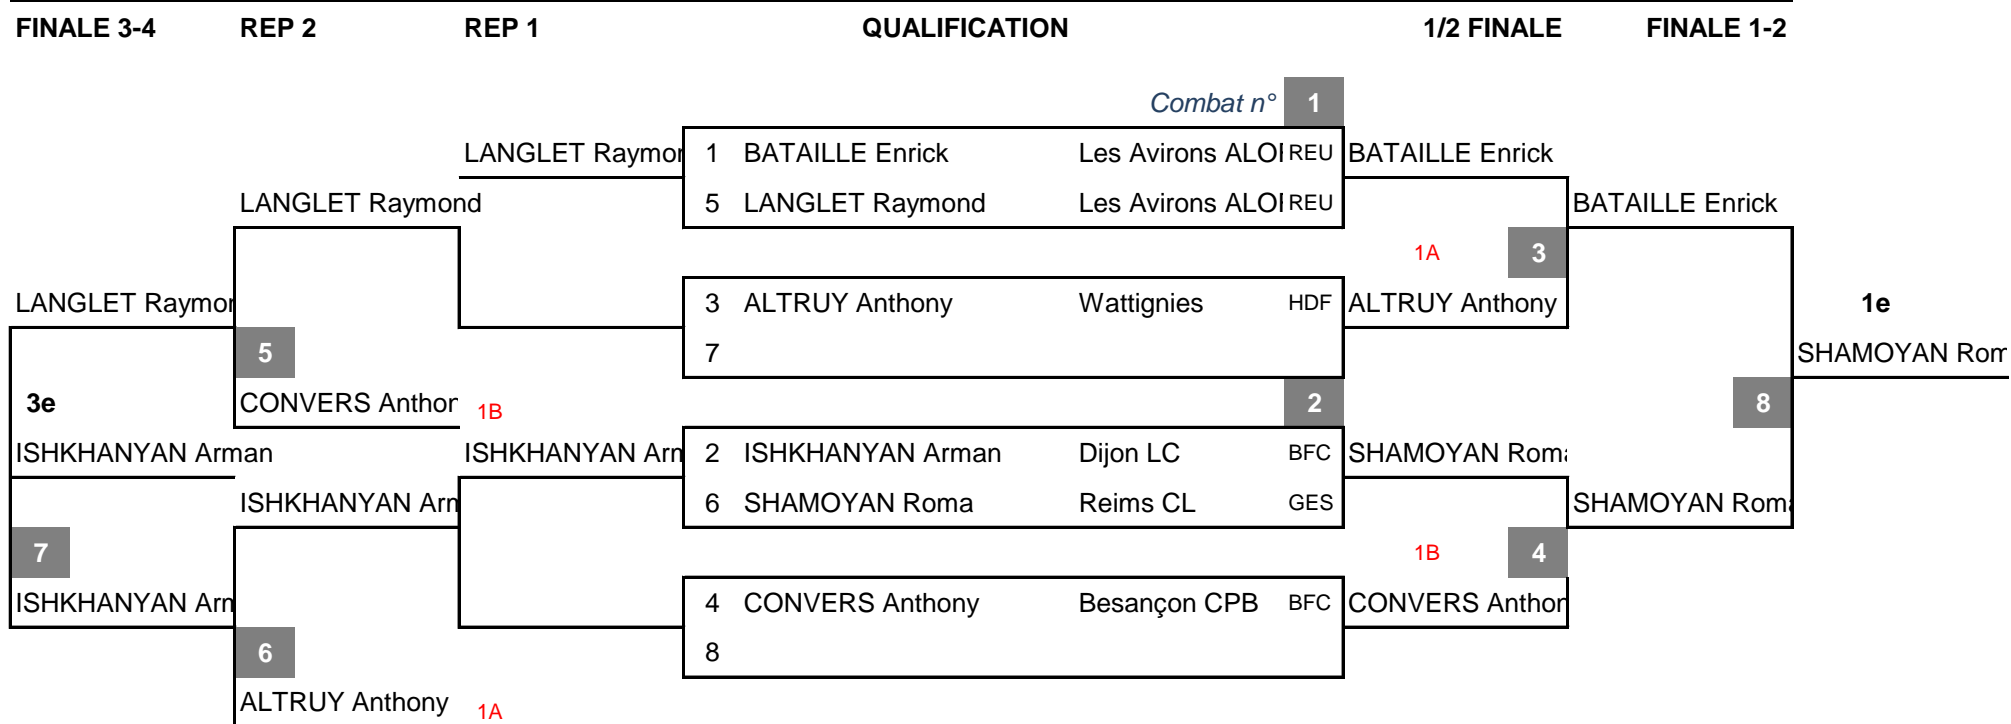 FINALE 3-4 REP 2 REP 1 QUALIFICATION 1/2 FINALE FINALE 1-2
Combat n° 1
LANGLET Raymor 1 BATAILLE Enrick Les Avirons ALOI REU BATAILLE Enrick
LANGLET Raymond 5 LANGLET Raymond Les Avirons ALOI REU BATAILLE Enrick
1A 3
LANGLET Raymor 3 ALTRUY Anthony Wattignies HDF ALTRUY Anthony 1e
5 7 SHAMOYAN Rom
3e CONVERS Anthor 1B 2 8
ISHKHANYAN Arman ISHKHANYAN Arm 2 ISHKHANYAN Arman Dijon LC BFC SHAMOYAN Roma
ISHKHANYAN Arm 6 SHAMOYAN Roma Reims CL GES SHAMOYAN Roma
7 1B 4
ISHKHANYAN Arm 4 CONVERS Anthony Besançon CPB BFC CONVERS Anthor
6 8
ALTRUY Anthony 1A